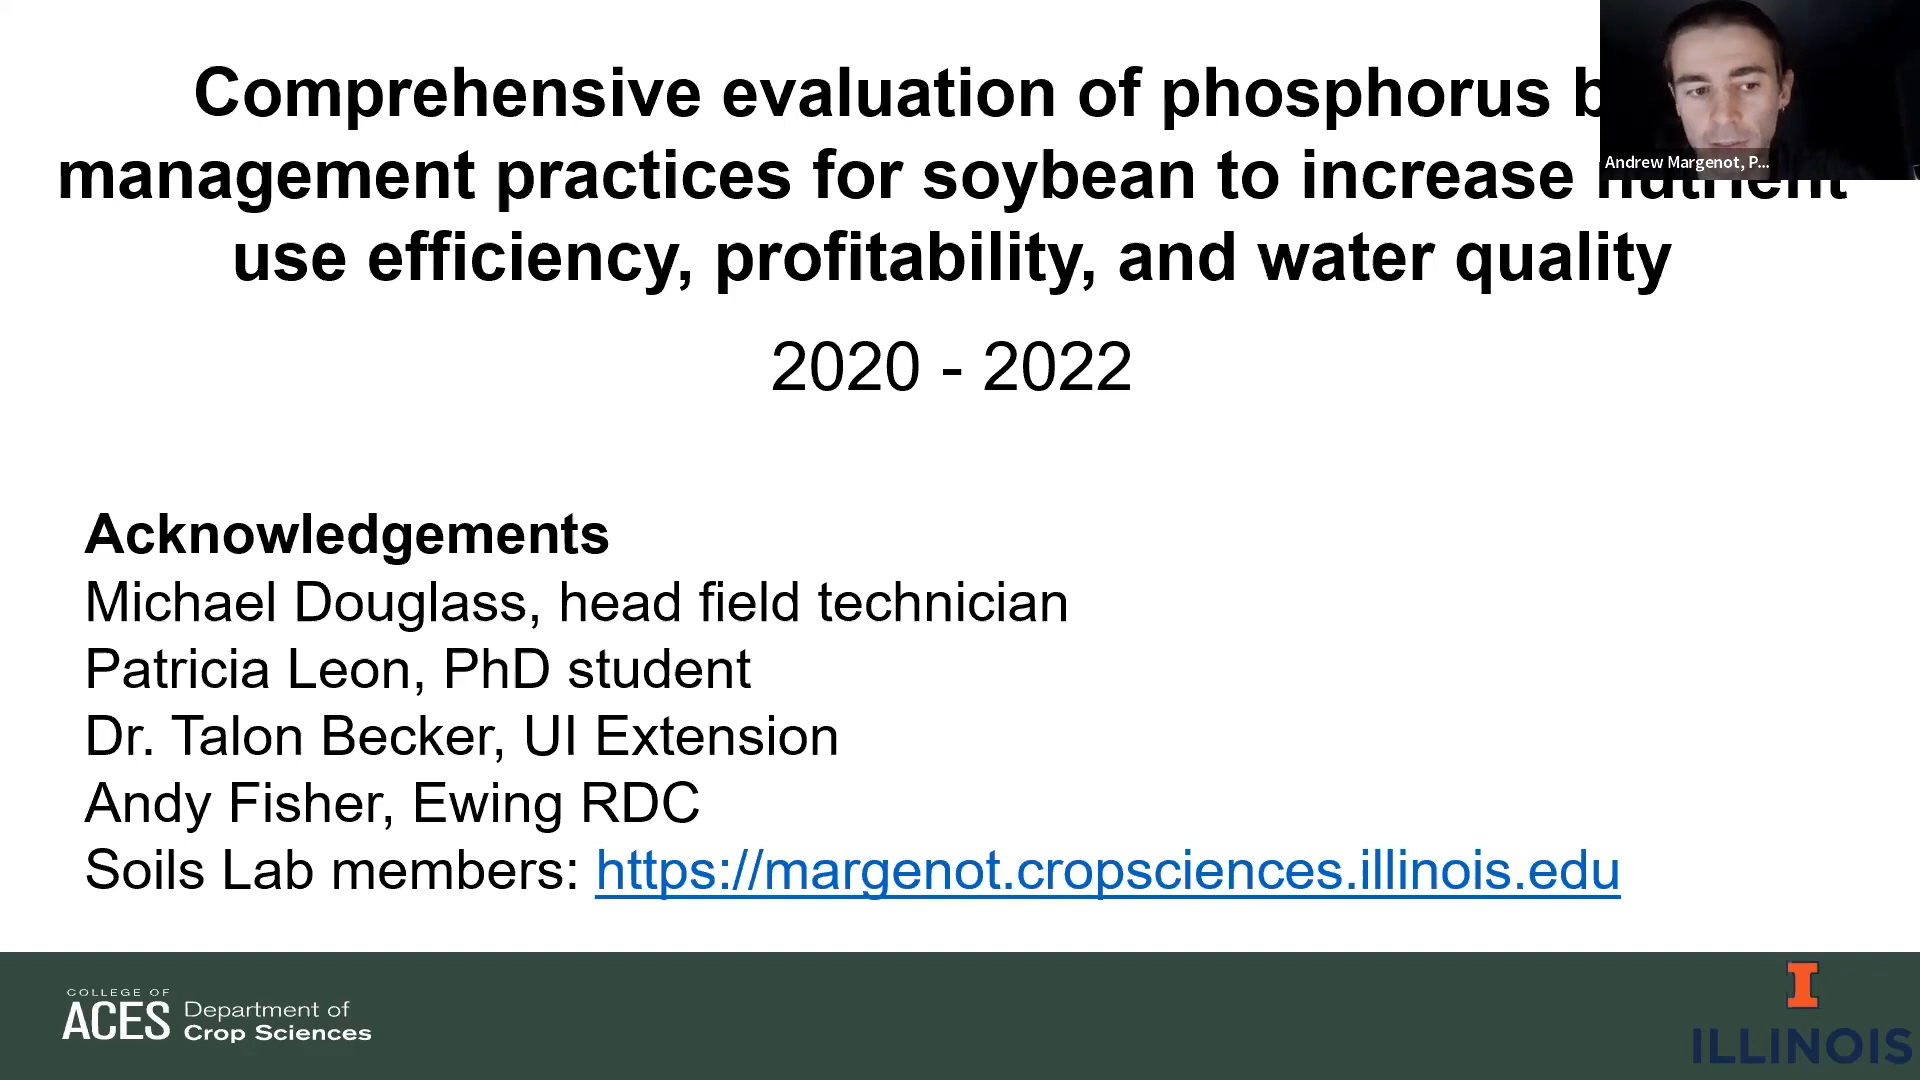 Comprehensive evaluation of phosphorus
management practices for soybean to increase nutrient
use efficiency, profitability, and water quality
2020 - 2022
Andrew Margenot, P...
Acknowledgements
Michael Douglass, head field technician
Patricia Leon, PhD student
Dr. Talon Becker, UI Extension
Andy Fisher, Ewing RDC
Soils Lab members: https://margenot.cropsciences.illinois.edu
COLLEGE OF
ACES
Department of
Crop Sciences
I
ILLINOIS